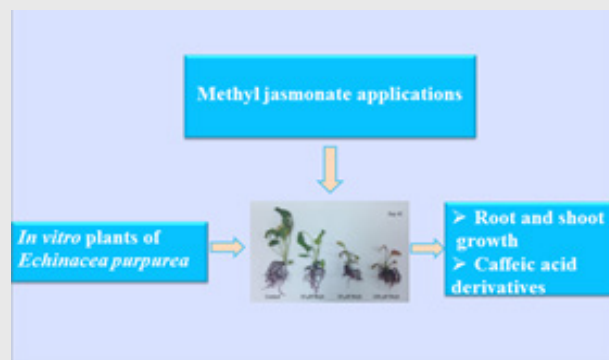 Methyl jasmonate applications
In vitro plants of
Echinacea purpurea
➢ Root and shoot
growth
➢ Caffeic acid
derivatives